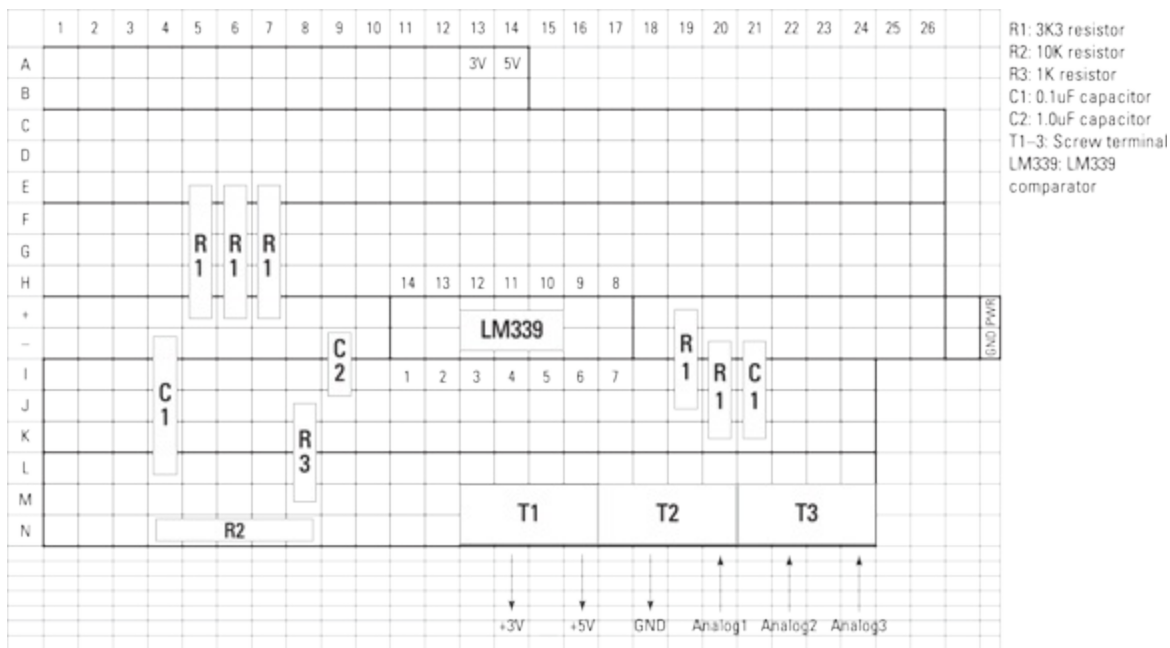 1 2 3 4 5 6 7 8 9 10 11 12 13 14 15 16 17 18 19 20 21 22 23 24 25 26
A 3V 5V
B
C
D
E
F
G
H 14 13 12 11 10 9 8
+
–
I 1 2 3 4 5 6 7
J
K
L
M
N
R1
R1
R1
LM339
R1
C2
R1
C1
C1
R3
R2
T1 T2 T3
GND PWR
+3V +5V GND Analog1 Analog2 Analog3
R1: 3K3 resistor
R2: 10K resistor
R3: 1K resistor
C1: 0.1uF capacitor
C2: 1.0uF capacitor
T1–3: Screw terminal
LM339: LM339
comparator